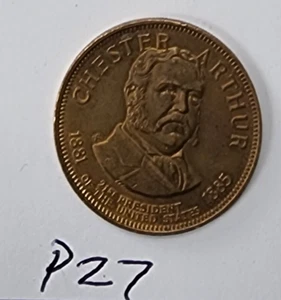 CHESTER ARTHUR
1881 1885
21ST PRESIDENT
OF THE UNITED STATES
P27